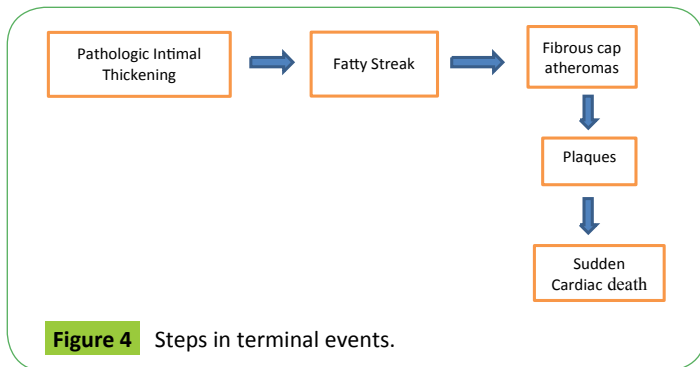 Pathologic Intimal
Thickening
Fatty Streak
Fibrous cap
atheromas
Plaques
Sudden
Cardiac death
Figure 4 Steps in terminal events.